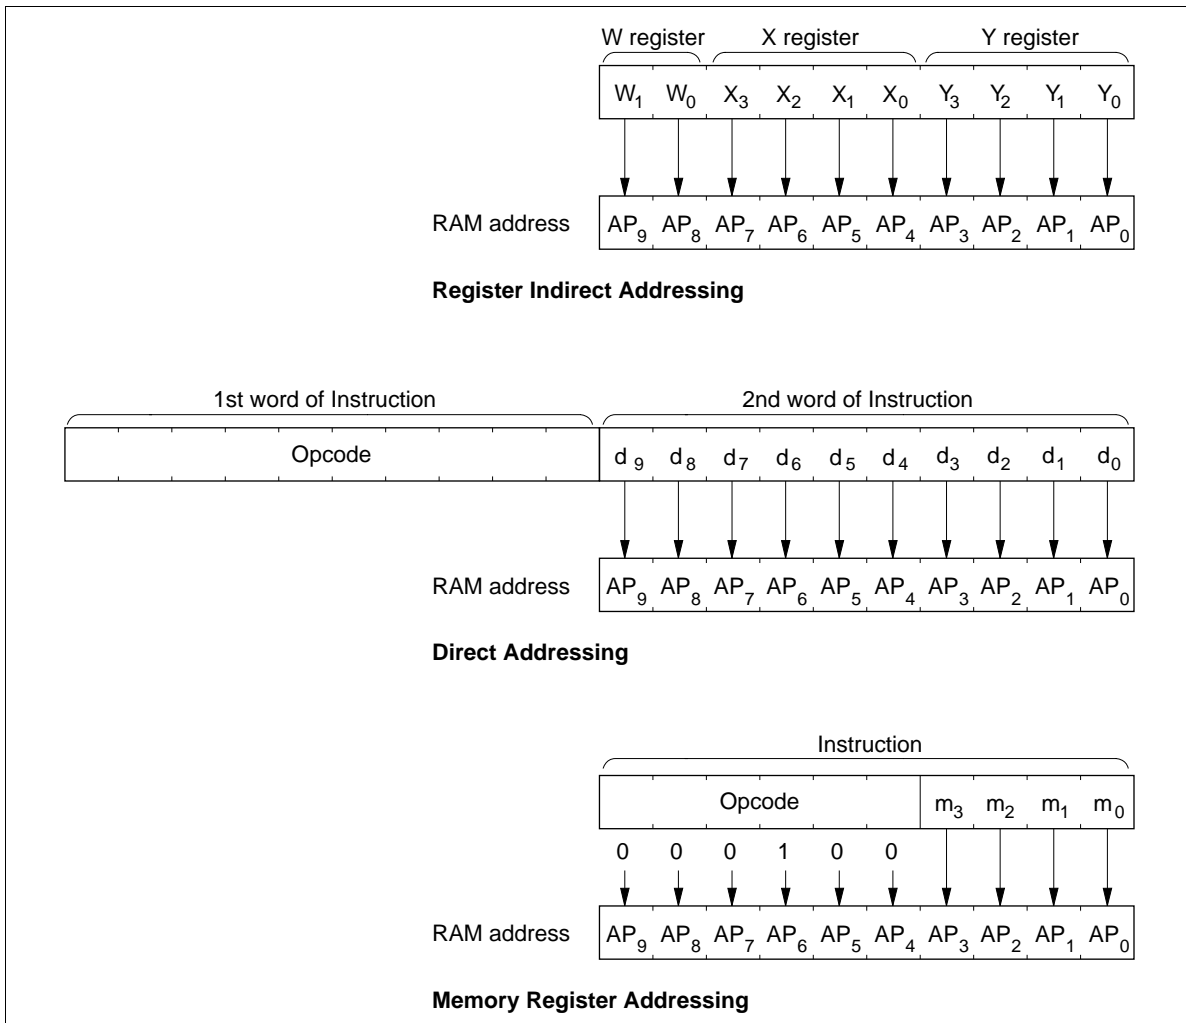 W register X register Y register
W1 W0 X3 X2 X1 X0 Y3 Y2 Y1 Y0
RAM address AP9 AP8 AP7 AP6 AP5 AP4 AP3 AP2 AP1 AP0
Register Indirect Addressing
1st word of Instruction 2nd word of Instruction
Opcode d9 d8 d7 d6 d5 d4 d3 d2 d1 d0
RAM address AP9 AP8 AP7 AP6 AP5 AP4 AP3 AP2 AP1 AP0
Direct Addressing
Instruction
Opcode m3 m2 m1 m0
0 0 0 1 0 0
RAM address AP9 AP8 AP7 AP6 AP5 AP4 AP3 AP2 AP1 AP0
Memory Register Addressing